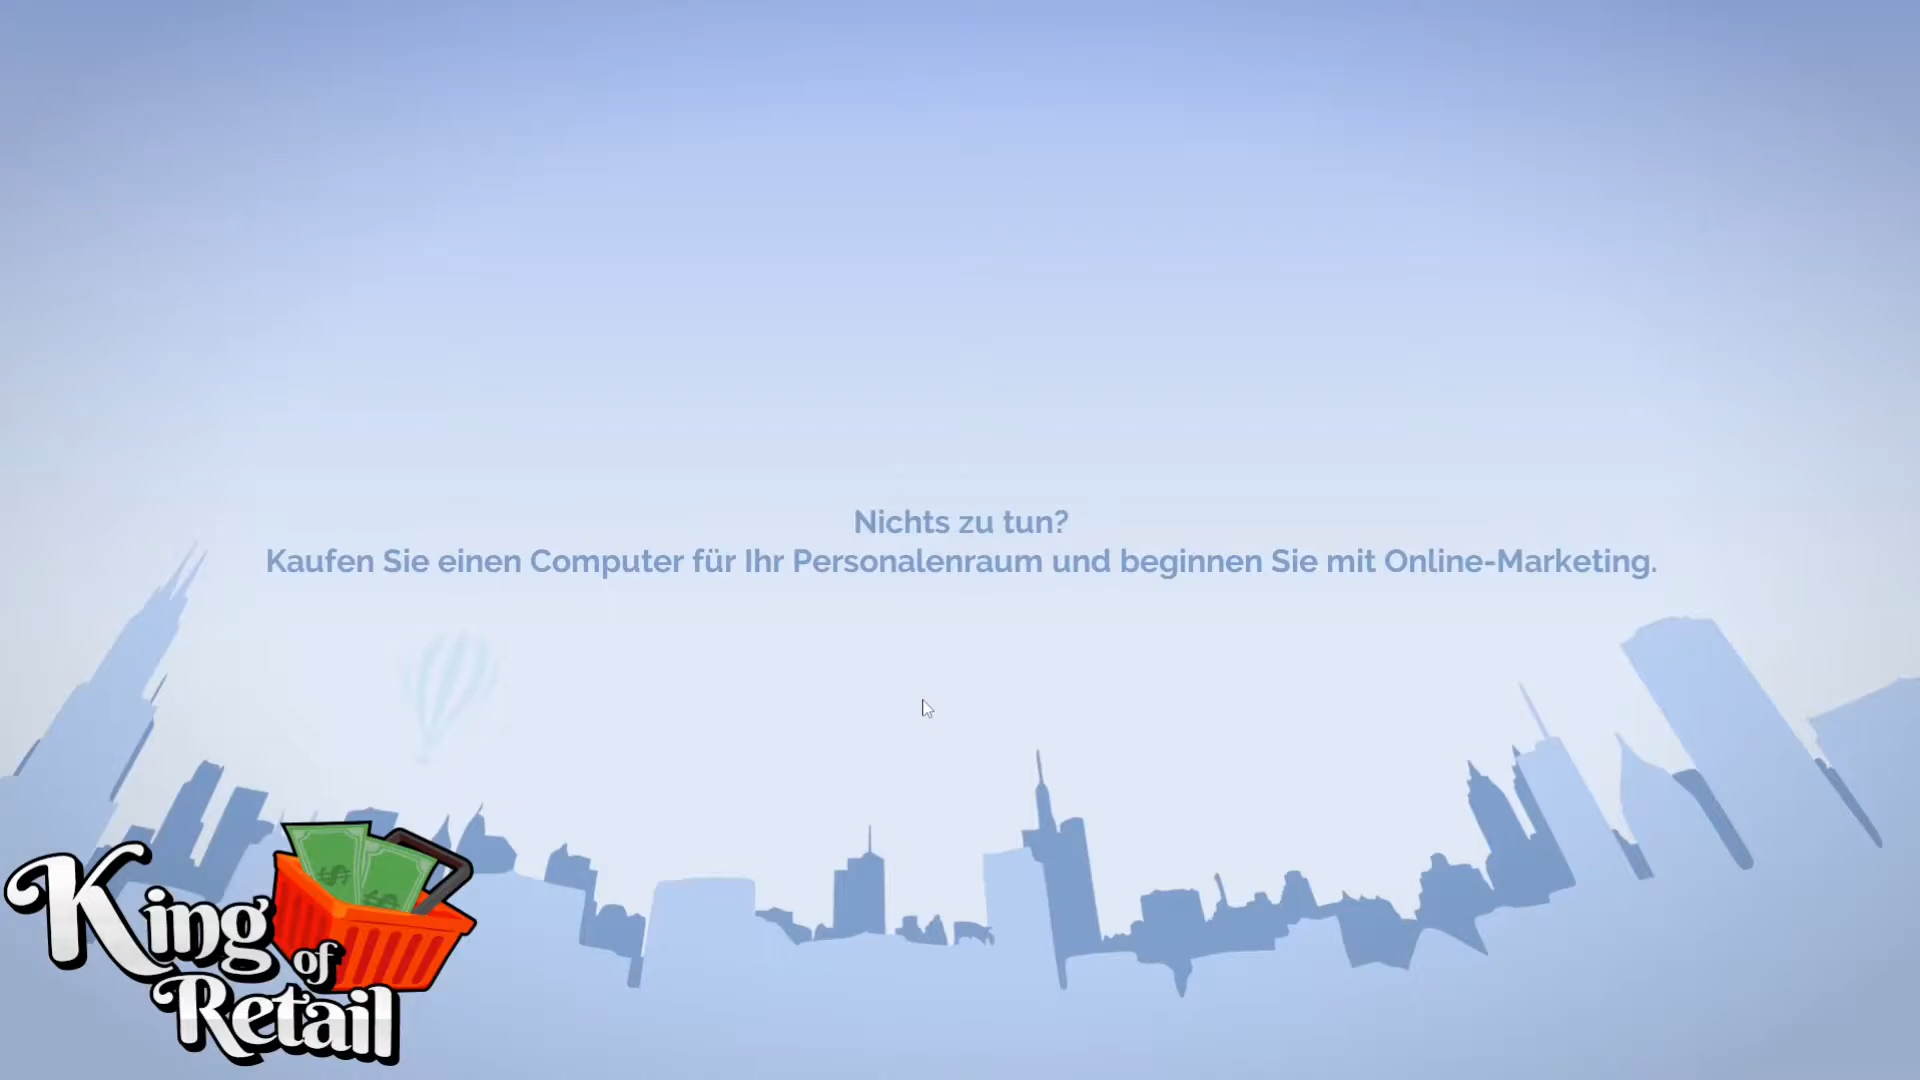 Nichts zu tun?
Kaufen Sie einen Computer für Ihr Personalenraum und beginnen Sie mit Online-Marketing.
King
of
Retail